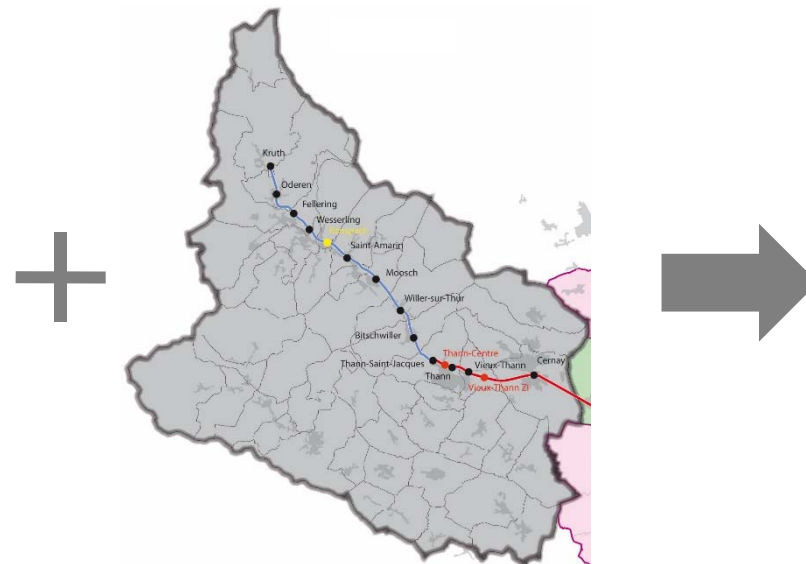 Kruth
Oderen
Fellering
Wesserling
Saint-Amarin
Moosch
Willer-sur-Thur
Bitschwiller
Thann-Centre
Thann-Saint-Jacques
Vieux-Thann
Cernay
Thann
Vieux-Thann ZI